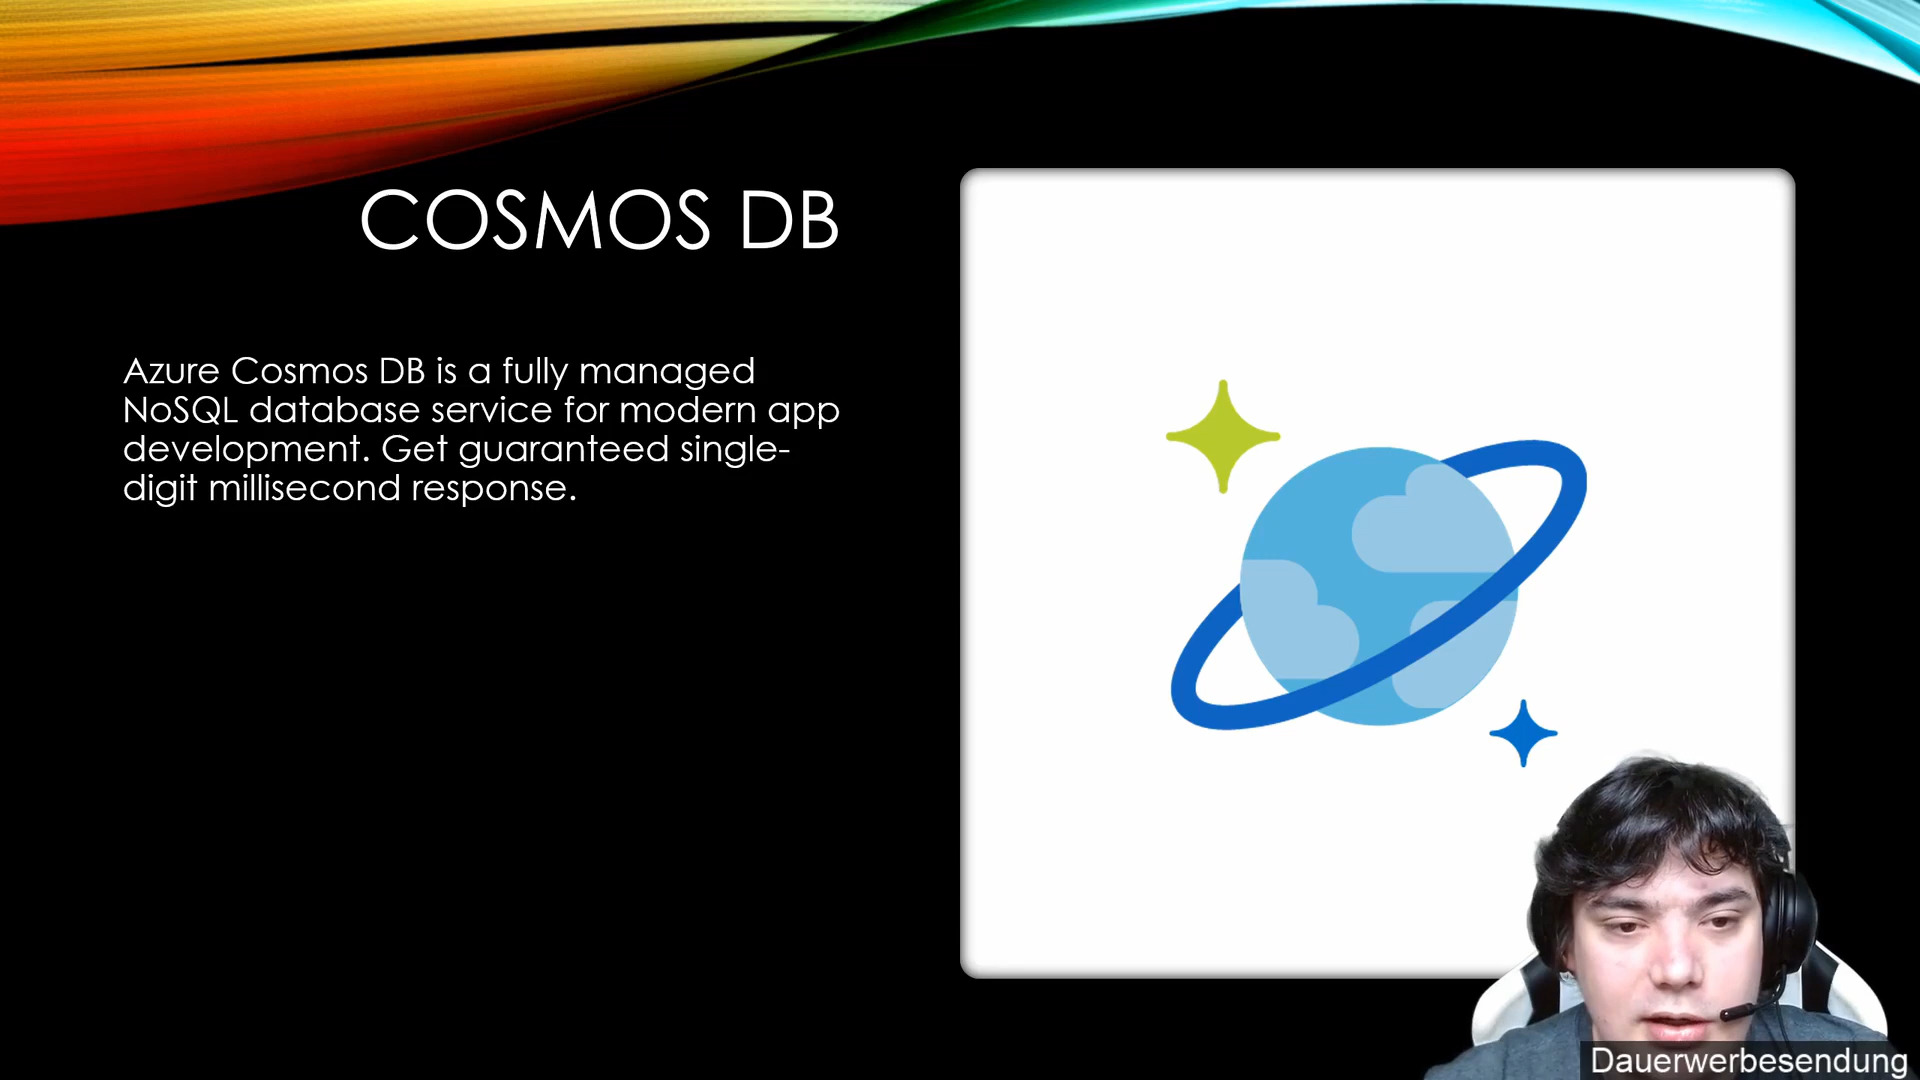 COSMOS DB
Azure Cosmos DB is a fully managed
NoSQL database service for modern app
development. Get guaranteed single-
digit millisecond response.
Dauerwerbesendung